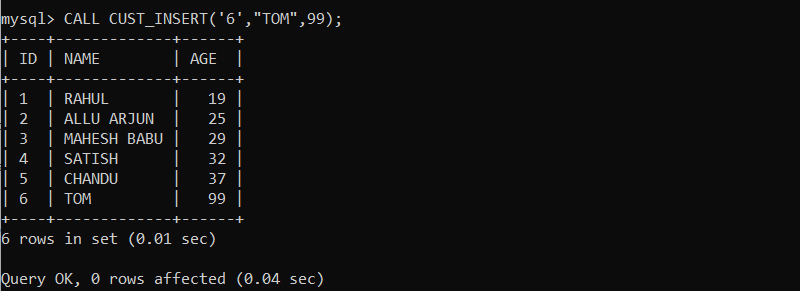 mysql> CALL CUST_INSERT('6',"TOM",99);
+----+-------------+------+
| ID | NAME        | AGE  |
+----+-------------+------+
| 1  | RAHUL       |   19 |
| 2  | ALLU ARJUN  |   25 |
| 3  | MAHESH BABU |   29 |
| 4  | SATISH      |   32 |
| 5  | CHANDU      |   37 |
| 6  | TOM         |   99 |
+----+-------------+------+
6 rows in set (0.01 sec)
Query OK, 0 rows affected (0.04 sec)